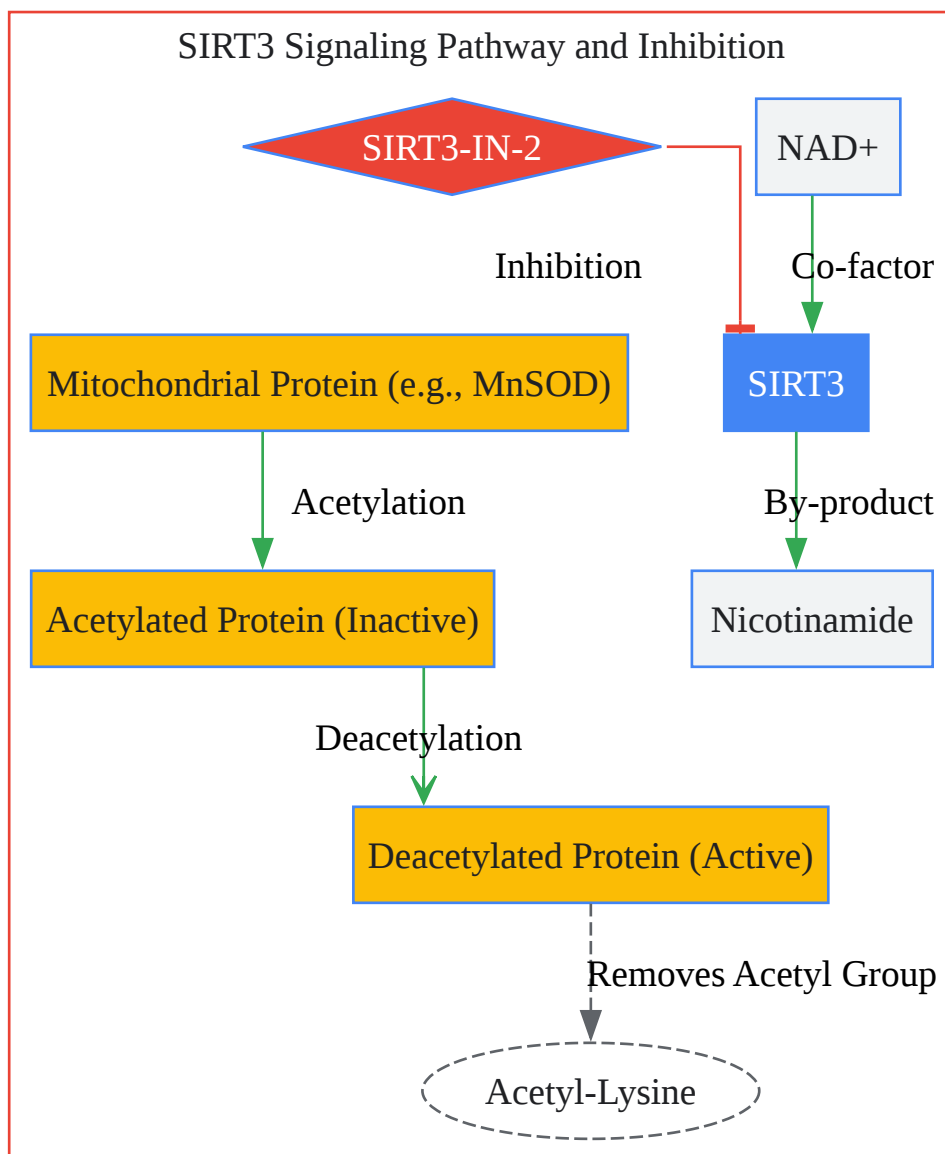 SIRT3 Signaling Pathway and Inhibition
SIRT3-IN-2
NAD+
Inhibition
Co-factor
Mitochondrial Protein (e.g., MnSOD)
SIRT3
Acetylation
By-product
Acetylated Protein (Inactive)
Nicotinamide
Deacetylation
Deacetylated Protein (Active)
Removes Acetyl Group
Acetyl-Lysine